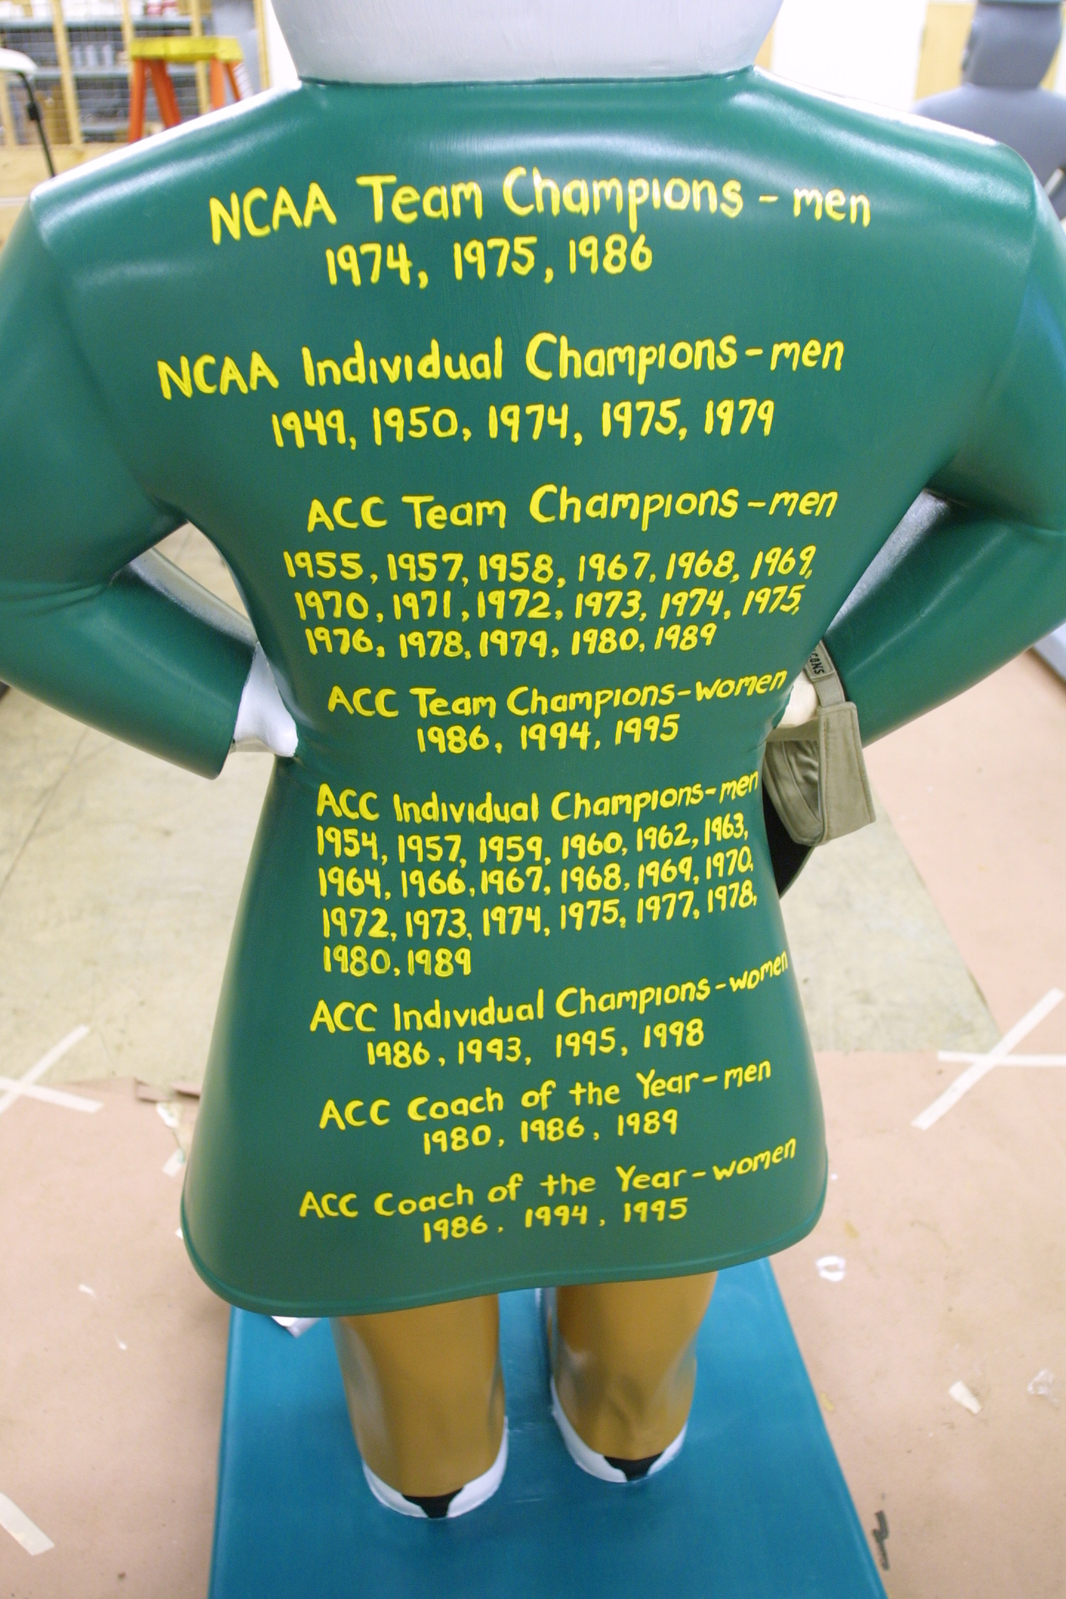 NCAA Team Champions - men
1974, 1975, 1986
NCAA Individual Champions - men
1949, 1950, 1974, 1975, 1979
ACC Team Champions - men
1955, 1957, 1958, 1967, 1968, 1969,
1970, 1971, 1972, 1973, 1974, 1975,
1976, 1978, 1979, 1980, 1989
ACC Team Champions - women
1986, 1994, 1995
ACC Individual Champions - men
1954, 1957, 1959, 1960, 1962, 1963,
1964, 1966, 1967, 1968, 1969, 1970,
1972, 1973, 1974, 1975, 1977, 1978,
1980, 1989
ACC Individual Champions - women
1986, 1993, 1995, 1998
ACC Coach of the Year - men
1980, 1986, 1989
ACC Coach of the Year - women
1986, 1994, 1995